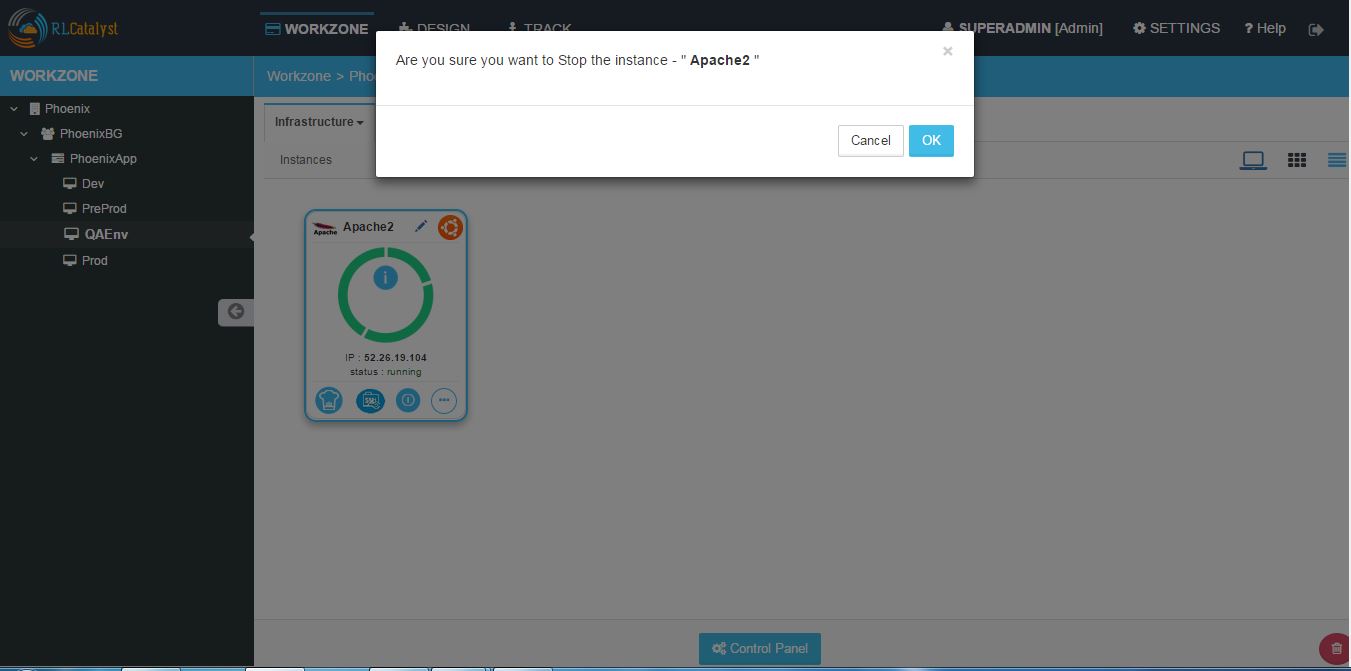 RLCatalyst
WORKZONE
DESIGN
TRACK
SUPERADMIN [Admin]
SETTINGS
? Help
Are you sure you want to Stop the instance - " Apache2 "
×
Cancel
OK
WORKZONE
Workzone > Pho
Phoenix
PhoenixBG
PhoenixApp
Dev
PreProd
QAEnv
Prod
Infrastructure
Instances
Apache
Apache2
i
IP : 52.26.19.104
status : running
SSH
Control Panel